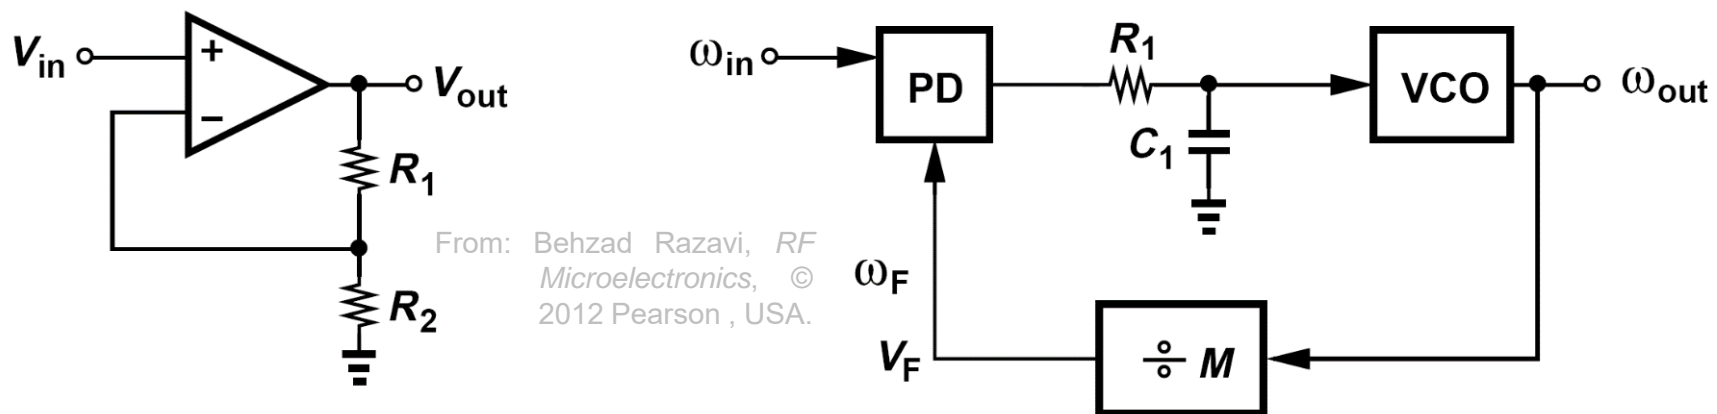 Vin
+
−
Vout
R1
R2
From: Behzad Razavi, RF
Microelectronics, ©
2012 Pearson , USA.
ωin
PD
R1
C1
VCO
ωout
ωF
VF
÷ M